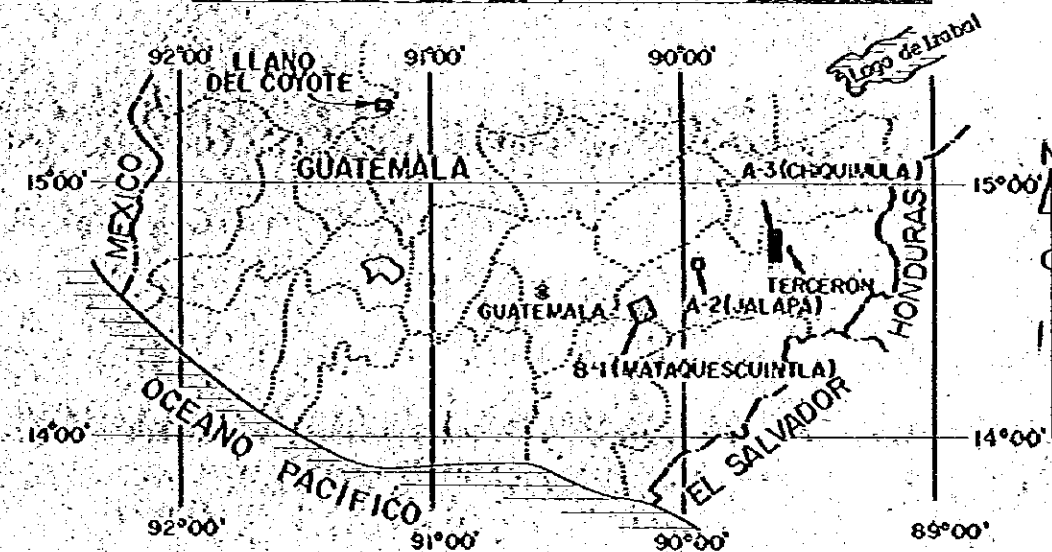 Lago de Izabal
92°00'
91°00'
90°00'
LLANO
DEL COYOTE
GUATEMALA
A-3 (CHIQUIMULA)
15°00'
15°00'
MEXICO
HONDURAS
TERCERON
GUATEMALA
A-2 (JALAPA)
(MATAQUESCUINTLA)
14°00'
14°00'
OCEANO PACIFICO
EL SALVADOR
92°00'
91°00'
90°00'
89°00'